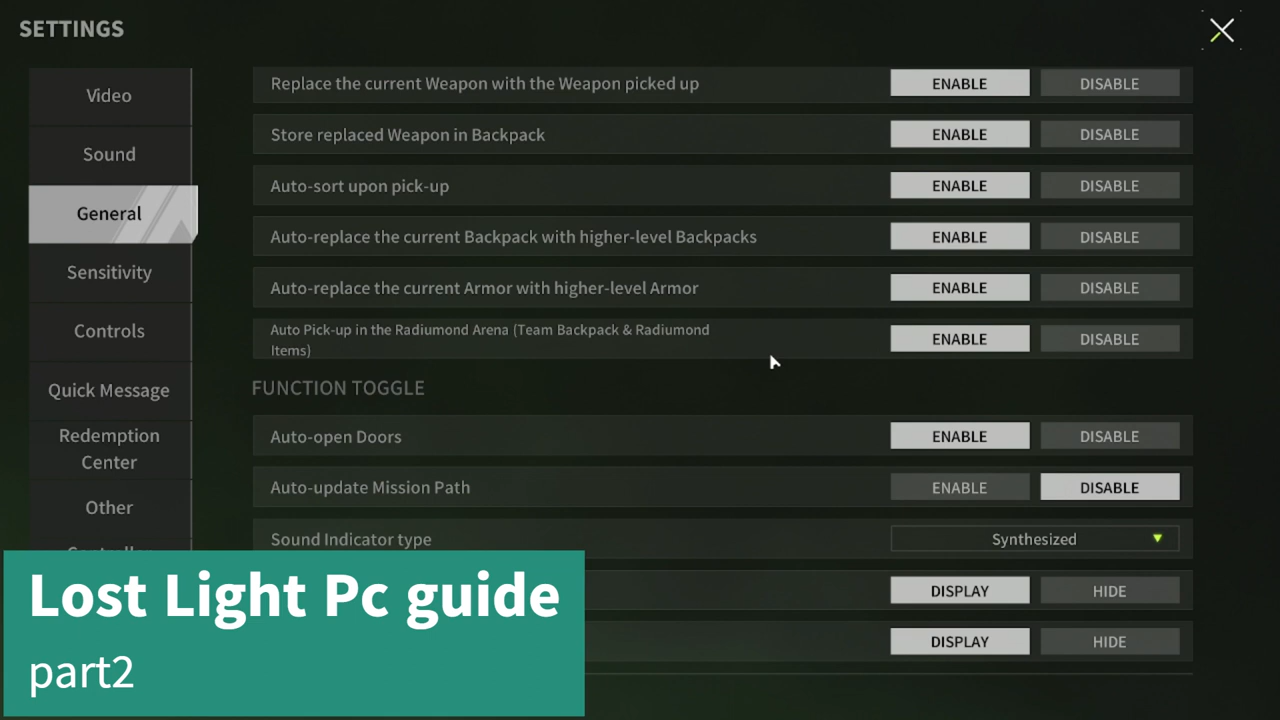 SETTINGS
Video
Sound
General
Sensitivity
Controls
Quick Message
Redemption
Center
Other
Replace the current Weapon with the Weapon picked up ENABLE DISABLE
Store replaced Weapon in Backpack ENABLE DISABLE
Auto-sort upon pick-up ENABLE DISABLE
Auto-replace the current Backpack with higher-level Backpacks ENABLE DISABLE
Auto-replace the current Armor with higher-level Armor ENABLE DISABLE
Auto Pick-up in the Radiumond Arena (Team Backpack & Radiumond
Items) ENABLE DISABLE
FUNCTION TOGGLE
Auto-open Doors ENABLE DISABLE
Auto-update Mission Path ENABLE DISABLE
Sound Indicator type Synthesized
DISPLAY HIDE
DISPLAY HIDE
Lost Light Pc guide
part2